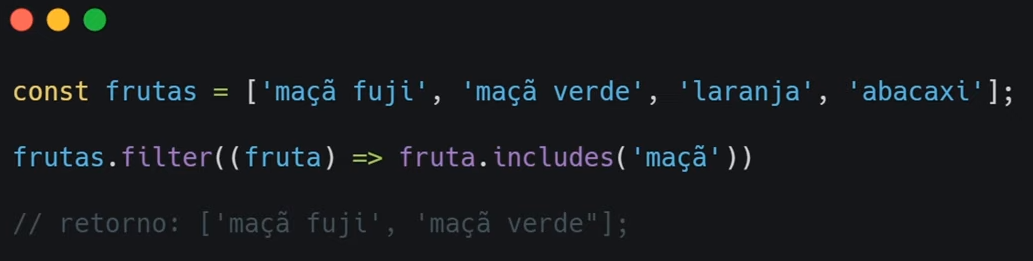 const frutas = ['maçã fuji', 'maçã verde', 'laranja', 'abacaxi'];
frutas.filter((fruta) => fruta.includes('maçã'))
// retorno: ['maçã fuji', 'maçã verde"];